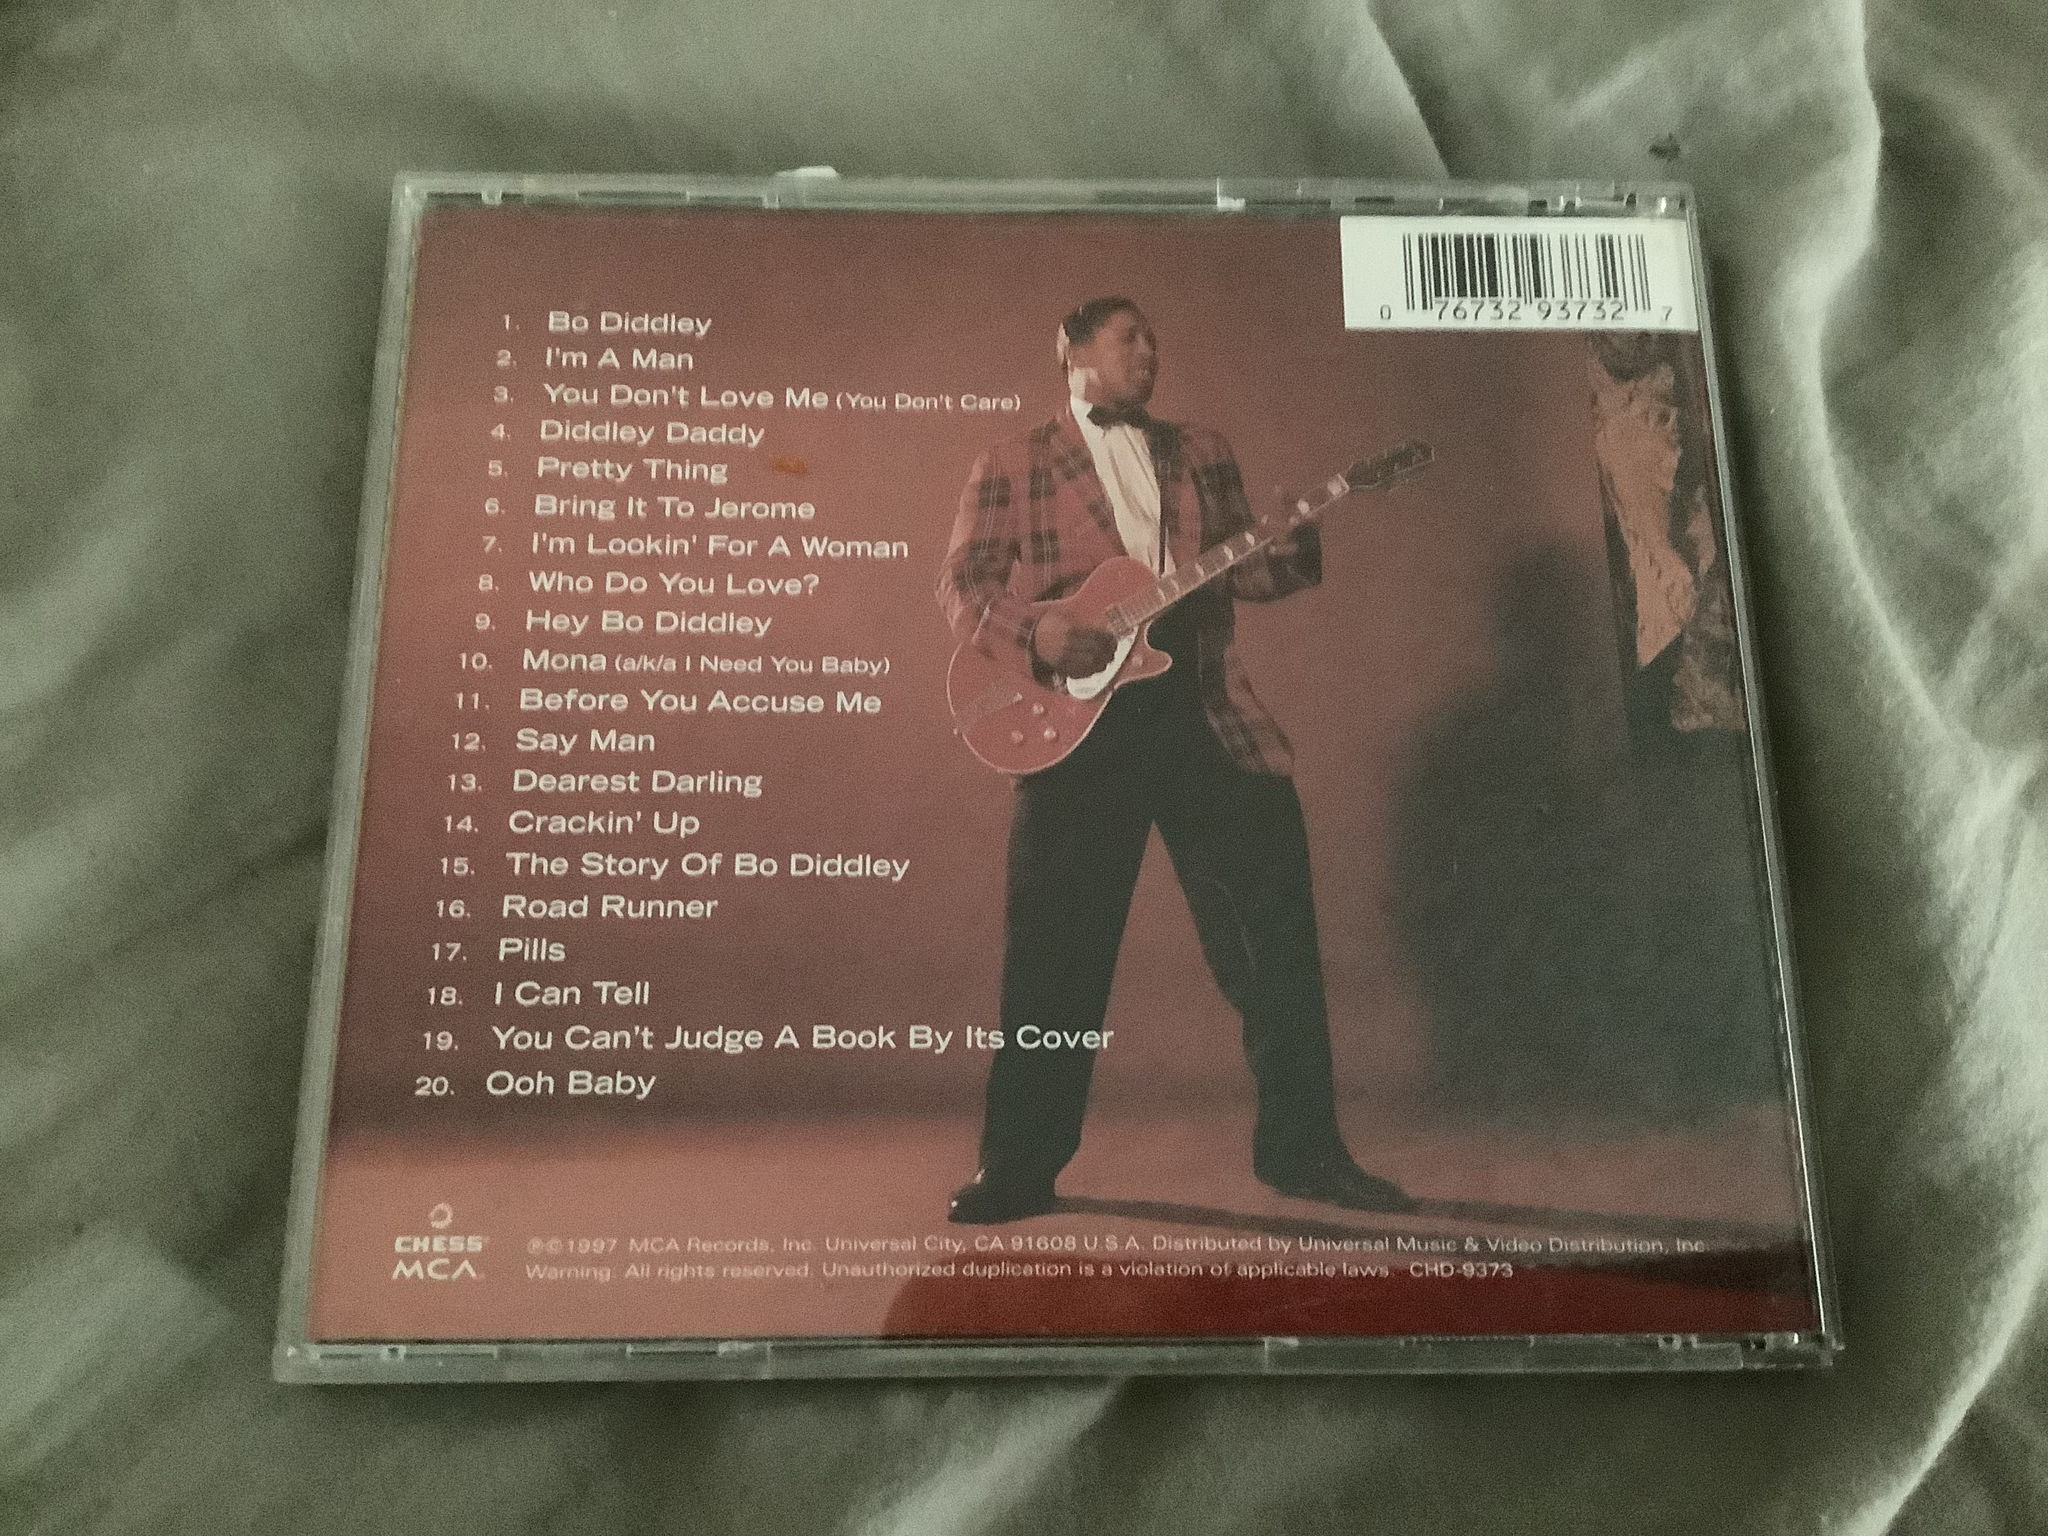 0 76732 93732 7
1. Bo Diddley
2. I'm A Man
3. You Don't Love Me (You Don't Care)
4. Diddley Daddy
5. Pretty Thing
6. Bring It To Jerome
7. I'm Lookin' For A Woman
8. Who Do You Love?
9. Hey Bo Diddley
10. Mona (a/k/a I Need You Baby)
11. Before You Accuse Me
12. Say Man
13. Dearest Darling
14. Crackin' Up
15. The Story Of Bo Diddley
16. Road Runner
17. Pills
18. I Can Tell
19. You Can't Judge A Book By Its Cover
20. Ooh Baby
CHESS
MCA
℗©1997 MCA Records, Inc. Universal City, CA 91608 U.S.A. Distributed by Universal Music & Video Distribution, Inc.
Warning: All rights reserved. Unauthorized duplication is a violation of applicable laws. CHD-9373